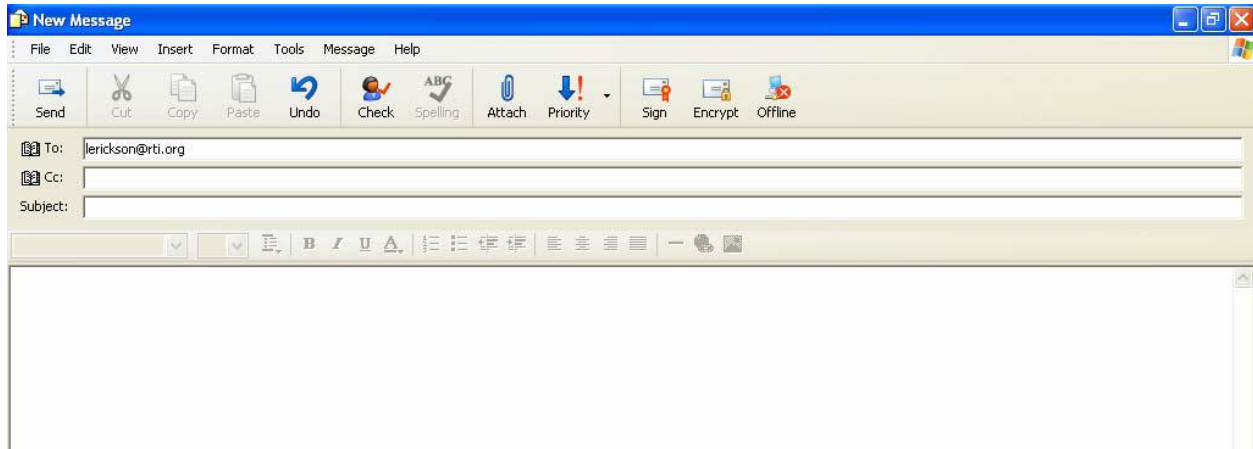 New Message
File Edit View Insert Format Tools Message Help
ABC
Send Cut Copy Paste Undo Check Spelling Attach Priority Sign Encrypt Offline
To: lerickson@rti.org
Cc:
Subject:
B I U A